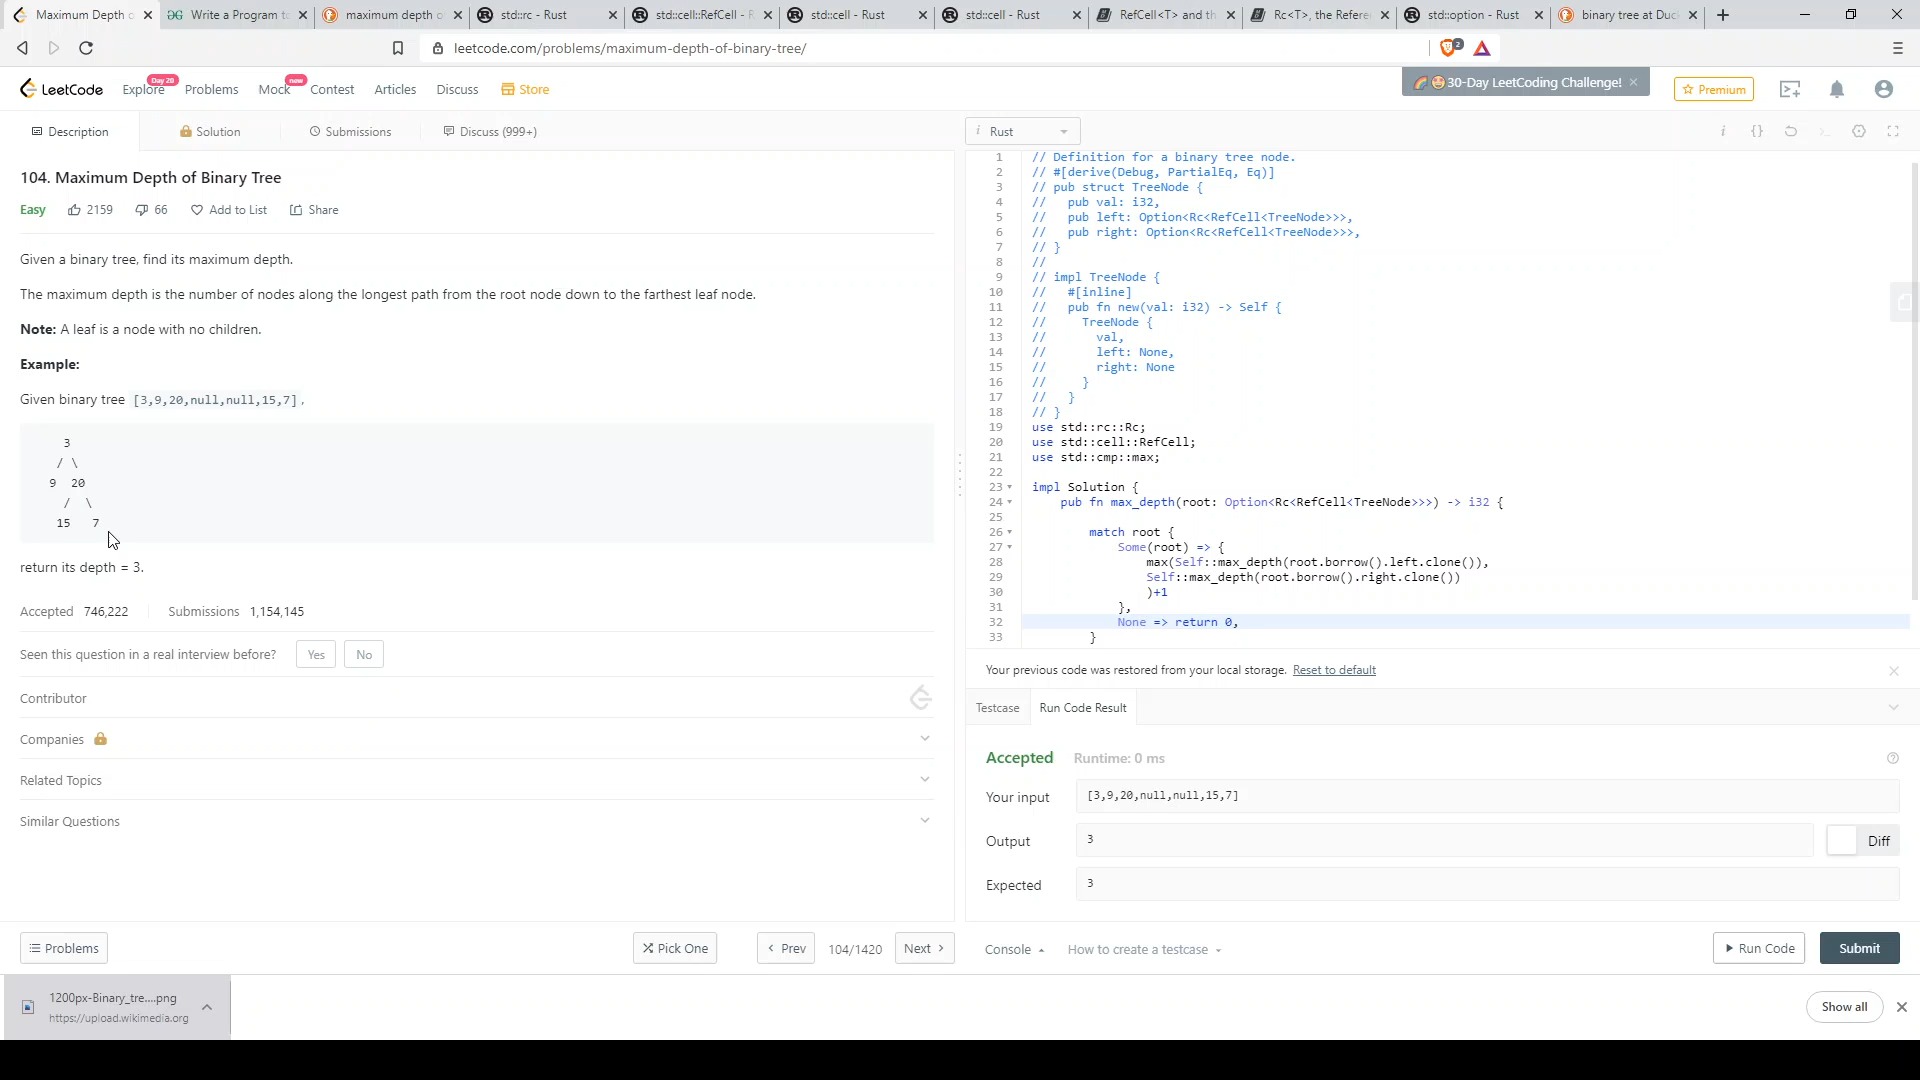 Maximum Depth o
Write a Program to
maximum depth o
std::rc - Rust
std::cell::RefCell - R
std::cell - Rust
std::cell - Rust
RefCell<T> and th
Rc<T>, the Refere
std::option - Rust
binary tree at Duc
leetcode.com/problems/maximum-depth-of-binary-tree/
2
LeetCode
Explore
Day 28
Problems
Mock
new
Contest
Articles
Discuss
Store
30-Day LeetCoding Challenge!
Premium
Description
Solution
Submissions
Discuss (999+)
i Rust
104. Maximum Depth of Binary Tree
Easy 2159 66 Add to List Share
Given a binary tree, find its maximum depth.
The maximum depth is the number of nodes along the longest path from the root node down to the farthest leaf node.
Note: A leaf is a node with no children.
Example:
Given binary tree [3,9,20,null,null,15,7],
3
/ \
9 20
/ \
15 7
return its depth = 3.
Accepted 746,222 Submissions 1,154,145
Seen this question in a real interview before? Yes No
Contributor
Companies
Related Topics
Similar Questions
Problems
Pick One
Prev
104/1420
Next
1 // Definition for a binary tree node.
2 // #[derive(Debug, PartialEq, Eq)]
3 // pub struct TreeNode {
4 // pub val: i32,
5 // pub left: Option<Rc<RefCell<TreeNode>>>,
6 // pub right: Option<Rc<RefCell<TreeNode>>>,
7 // }
8 //
9 // impl TreeNode {
10 // #[inline]
11 // pub fn new(val: i32) -> Self {
12 // TreeNode {
13 // val,
14 // left: None,
15 // right: None
16 // }
17 // }
18 // }
19 use std::rc::Rc;
20 use std::cell::RefCell;
21 use std::cmp::max;
22
23 impl Solution {
24 pub fn max_depth(root: Option<Rc<RefCell<TreeNode>>>) -> i32 {
25
26 match root {
27 Some(root) => {
28 max(Self::max_depth(root.borrow().left.clone()),
29 Self::max_depth(root.borrow().right.clone())
30 )+1
31 },
32 None => return 0,
33 }
Your previous code was restored from your local storage. Reset to default
Testcase
Run Code Result
Accepted Runtime: 0 ms
Your input [3,9,20,null,null,15,7]
Output 3 Diff
Expected 3
Console
How to create a testcase
Run Code
Submit
1200px-Binary_tre....png
https://upload.wikimedia.org
Show all